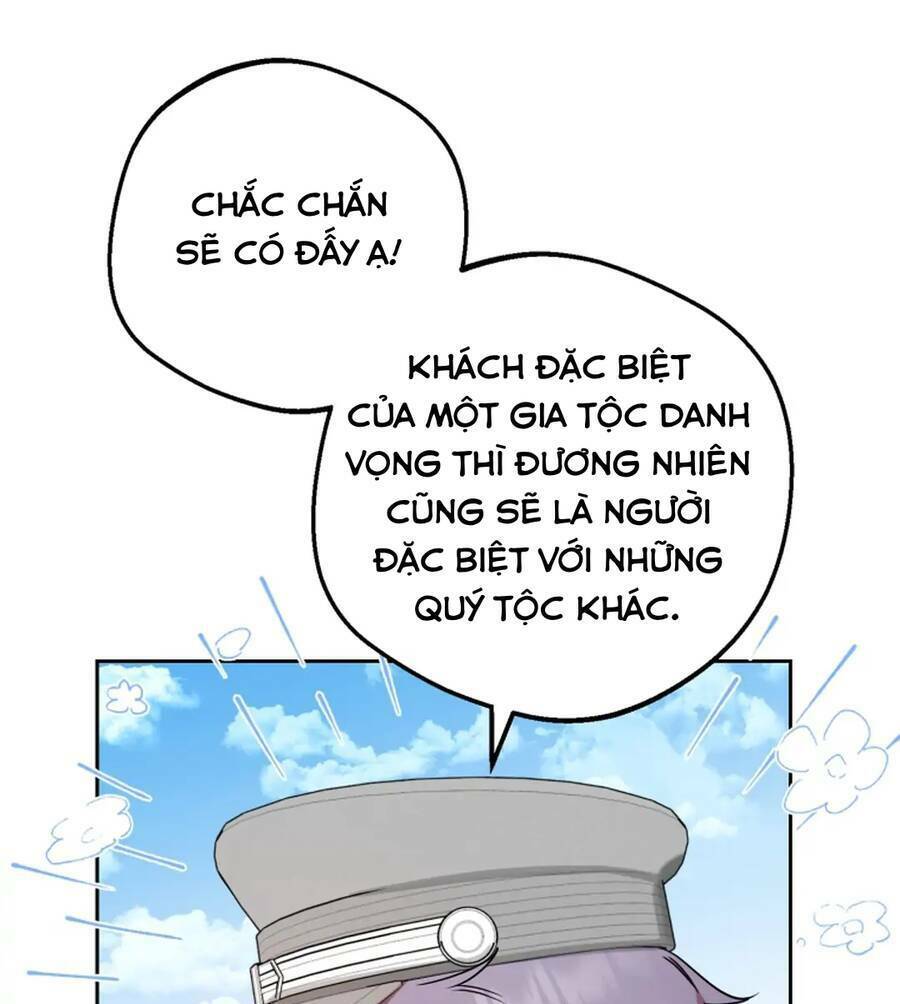 CHẮC CHẮN
SẼ CÓ ĐẤY Ạ!
KHÁCH ĐẶC BIỆT
CỦA MỘT GIA TỘC DANH
VỌNG THÌ ĐƯƠNG NHIÊN
CŨNG SẼ LÀ NGƯỜI
ĐẶC BIỆT VỚI NHỮNG
QUÝ TỘC KHÁC.